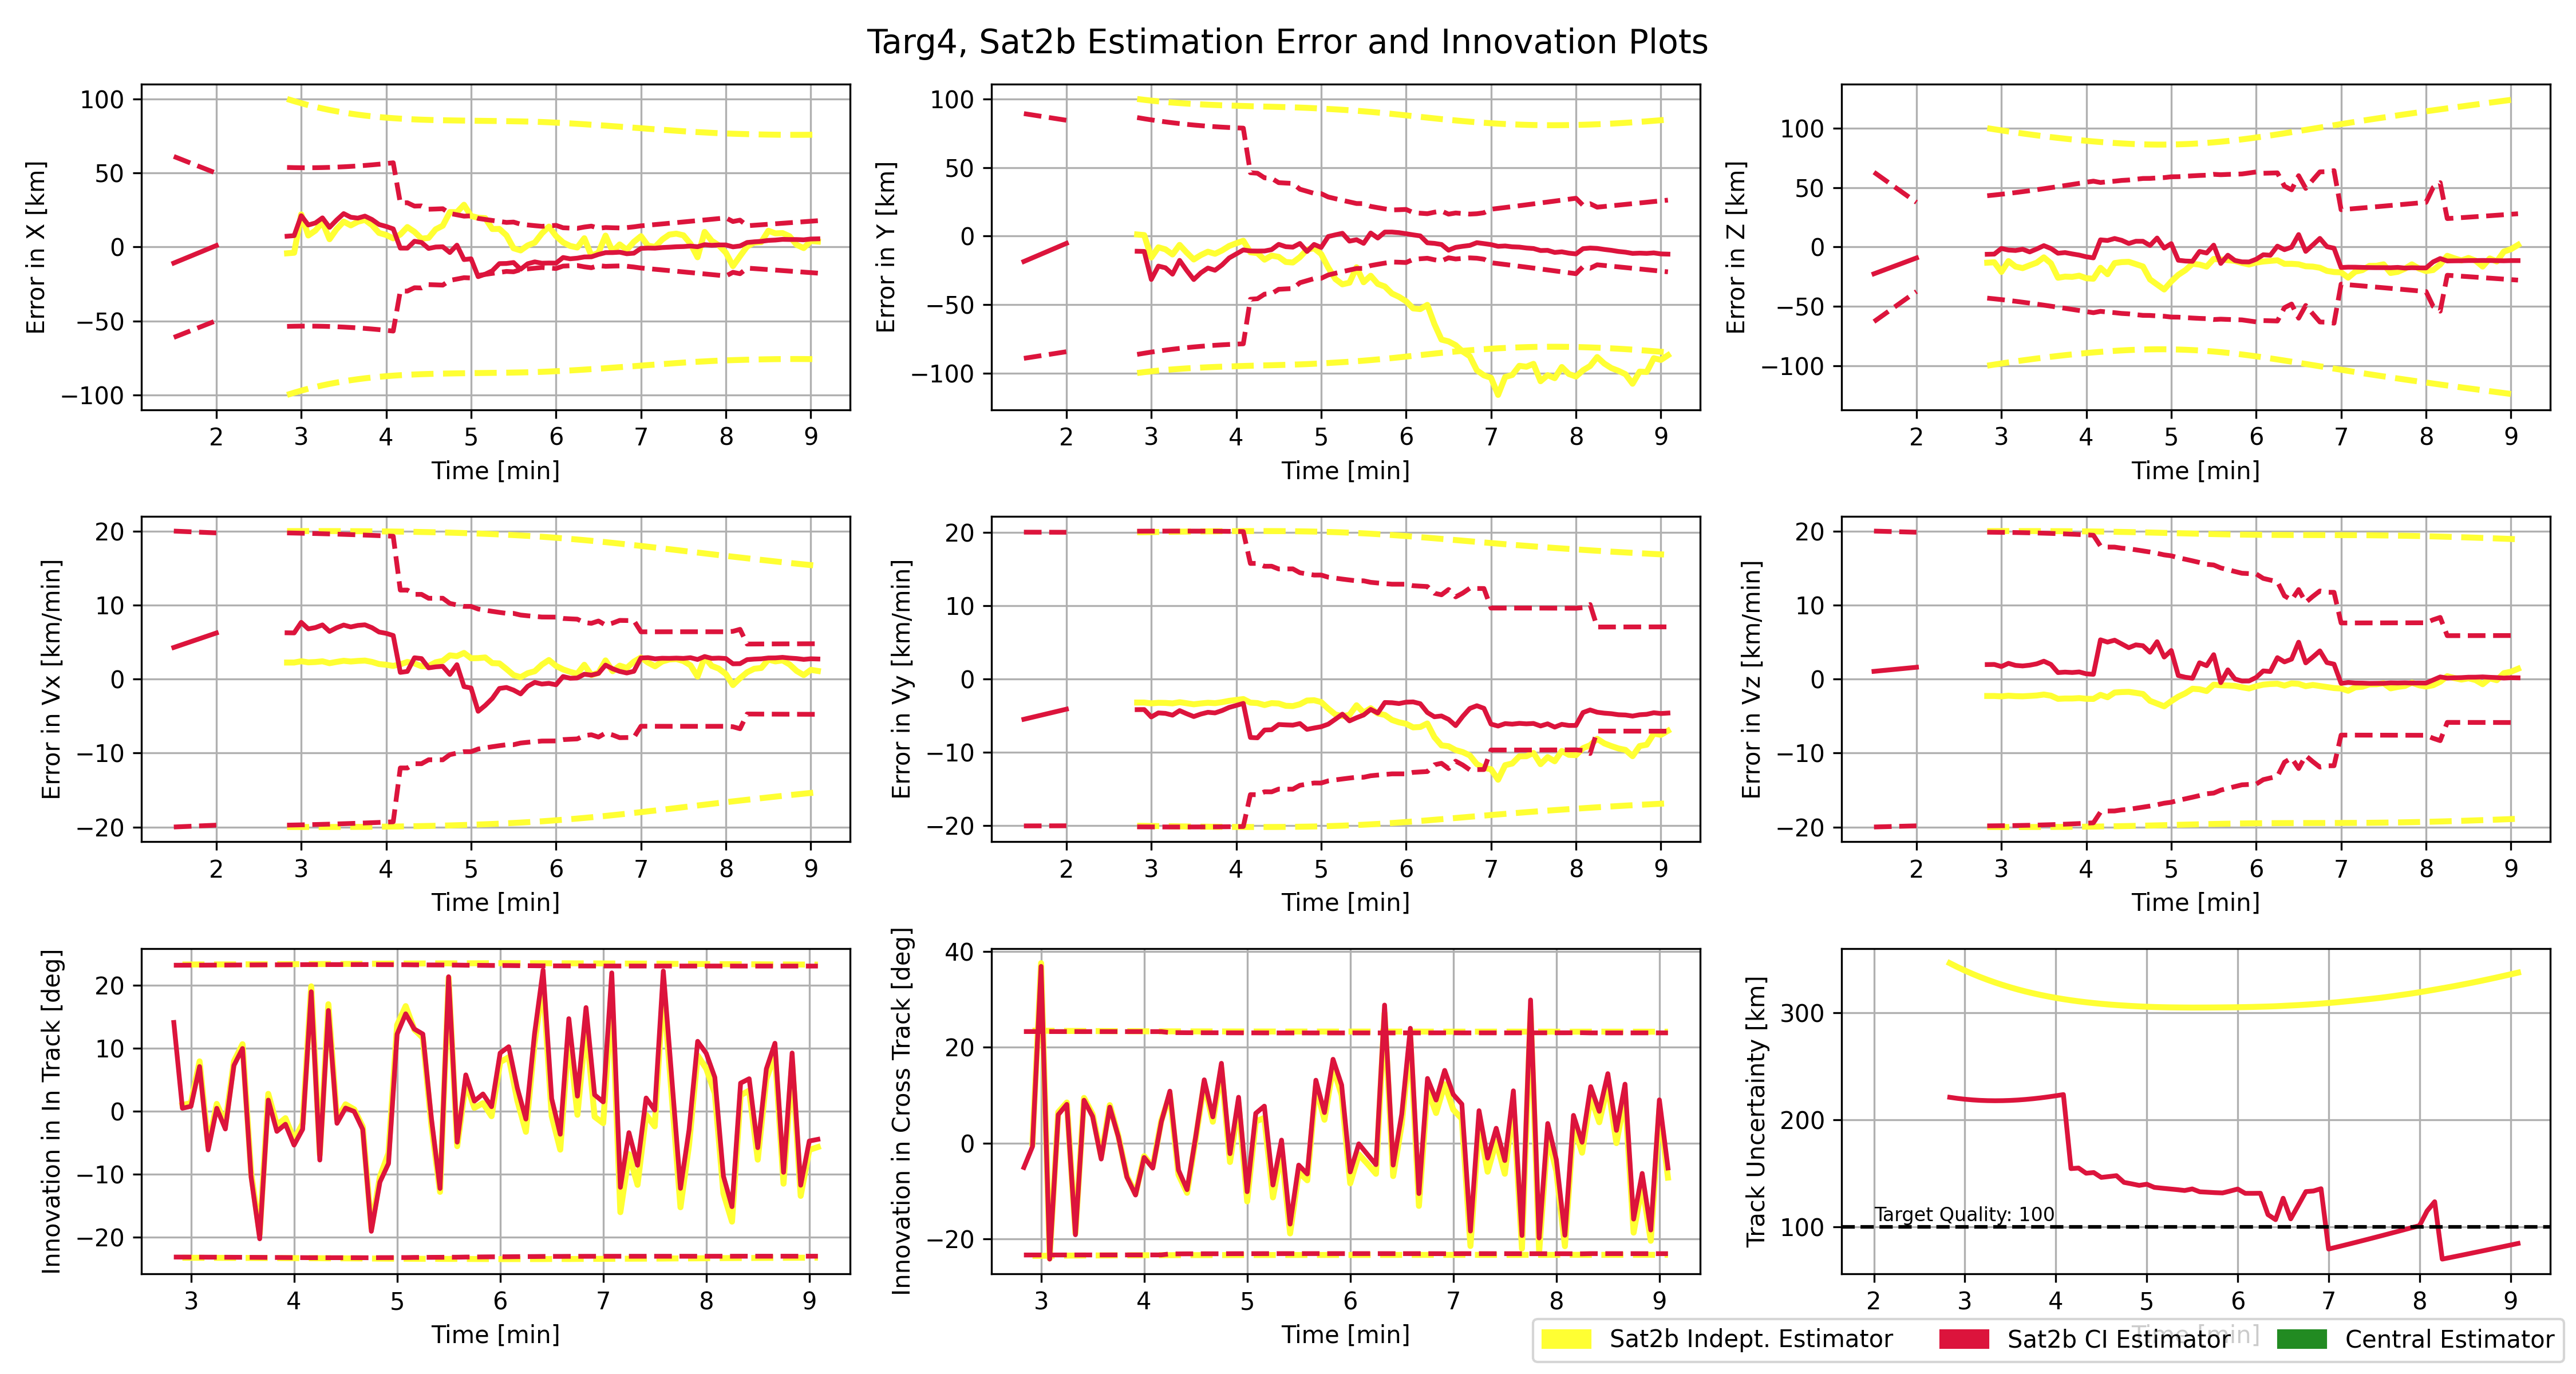 Targ4, Sat2b Estimation Error and Innovation Plots
Error in X [km]
100
50
0
−50
−100
2 3 4 5 6 7 8 9
Time [min]
Error in Y [km]
100
50
0
−50
−100
2 3 4 5 6 7 8 9
Time [min]
Error in Z [km]
100
50
0
−50
−100
2 3 4 5 6 7 8 9
Time [min]
Error in Vx [km/min]
20
10
0
−10
−20
2 3 4 5 6 7 8 9
Time [min]
Error in Vy [km/min]
20
10
0
−10
−20
2 3 4 5 6 7 8 9
Time [min]
Error in Vz [km/min]
20
10
0
−10
−20
2 3 4 5 6 7 8 9
Time [min]
Innovation in In Track [deg]
20
10
0
−10
−20
3 4 5 6 7 8 9
Time [min]
Innovation in Cross Track [deg]
40
20
0
−20
3 4 5 6 7 8 9
Time [min]
Track Uncertainty [km]
300
200
100
Target Quality: 100
2 3 4 5 6 7 8 9
Time [min]
Sat2b Indept. Estimator
Sat2b CI Estimator
Central Estimator